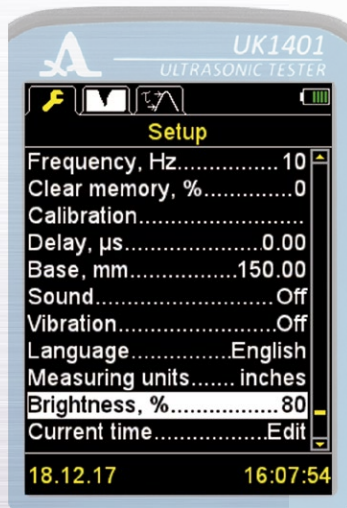 UK1401
ULTRASONIC TESTER
Setup
Frequency, Hz................ 10
Clear memory, %..............0
Calibration........................
Delay, µs......................0.00
Base, mm.................150.00
Sound.............................Off
Vibration.........................Off
Language................English
Measuring units....... inches
Brightness, %................. 80
Current time.................Edit
18.12.17 16:07:54